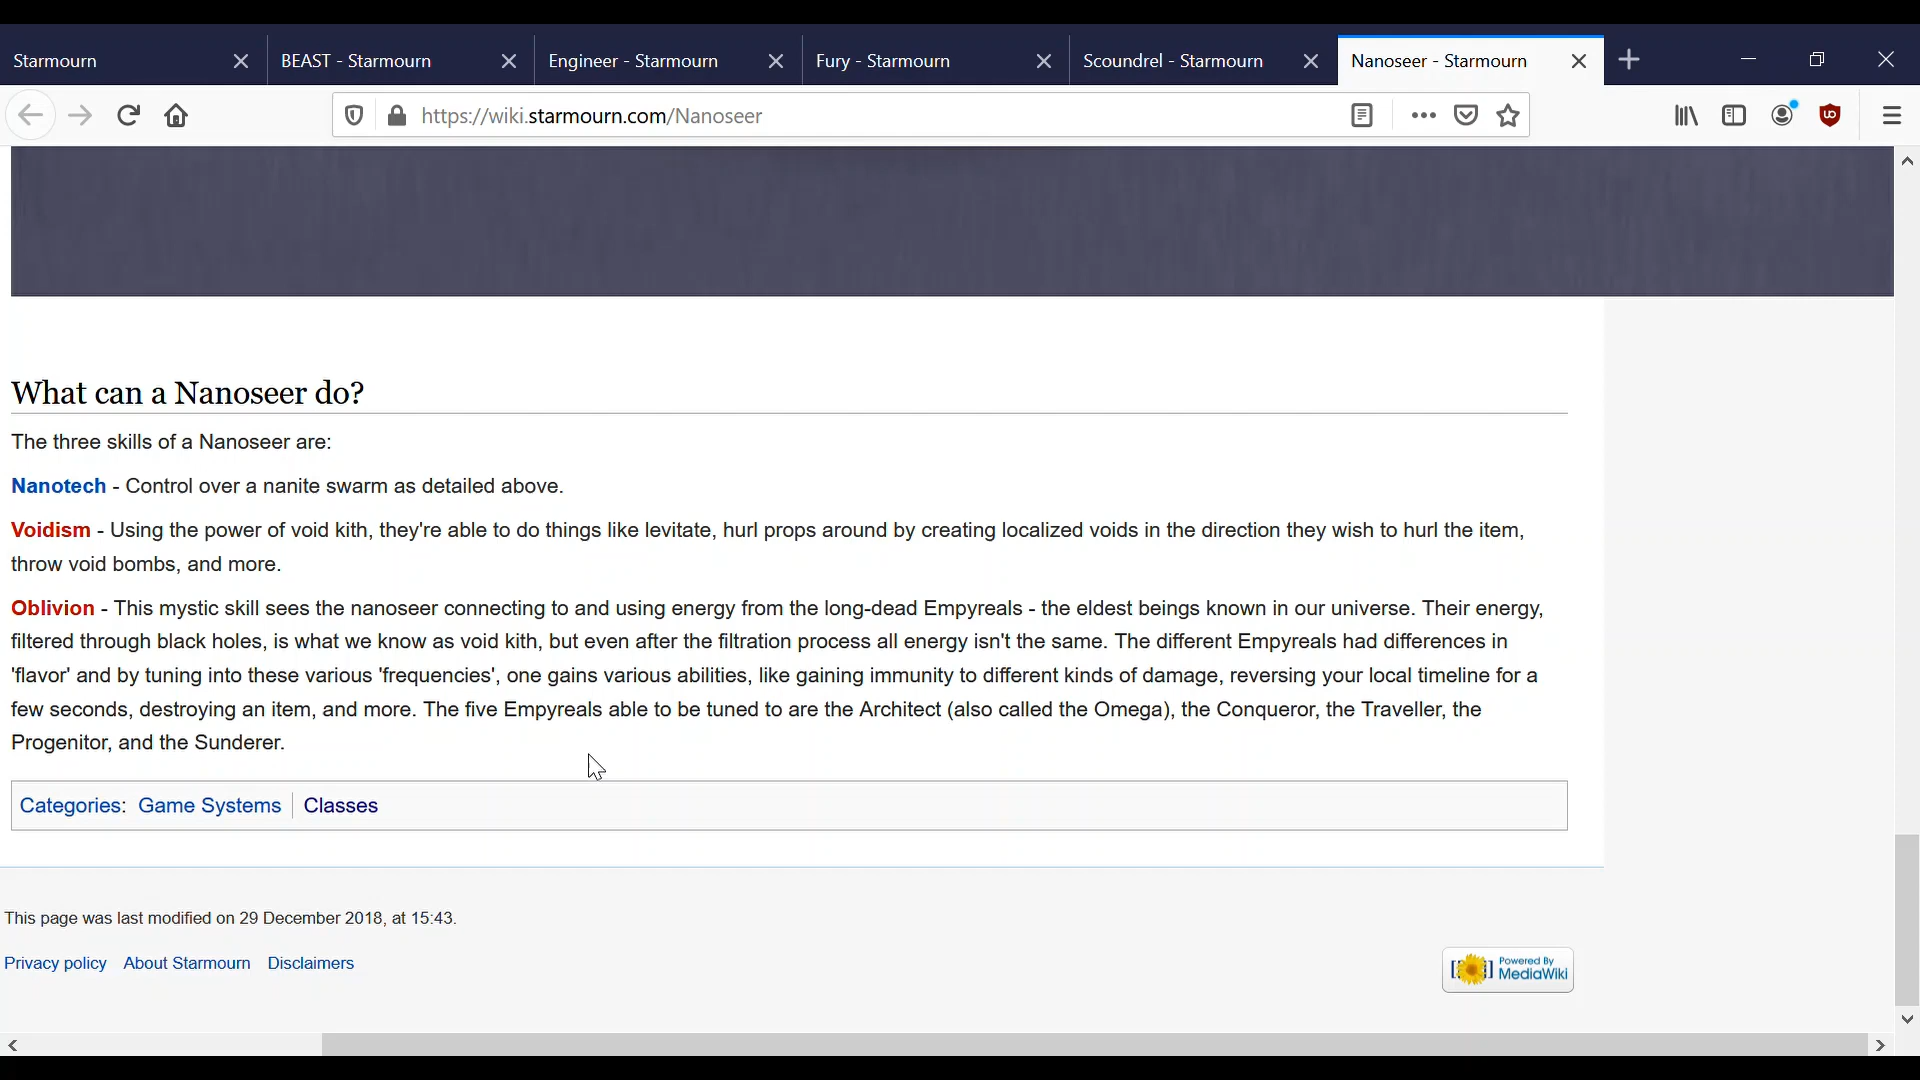 Starmourn
BEAST - Starmourn
Engineer - Starmourn
Fury - Starmourn
Scoundrel - Starmourn
Nanoseer - Starmourn
https://wiki.starmourn.com/Nanoseer
What can a Nanoseer do?
The three skills of a Nanoseer are:
Nanotech - Control over a nanite swarm as detailed above.
Voidism - Using the power of void kith, they're able to do things like levitate, hurl props around by creating localized voids in the direction they wish to hurl the item,
throw void bombs, and more.
Oblivion - This mystic skill sees the nanoseer connecting to and using energy from the long-dead Empyreals - the eldest beings known in our universe. Their energy,
filtered through black holes, is what we know as void kith, but even after the filtration process all energy isn't the same. The different Empyreals had differences in
'flavor' and by tuning into these various 'frequencies', one gains various abilities, like gaining immunity to different kinds of damage, reversing your local timeline for a
few seconds, destroying an item, and more. The five Empyreals able to be tuned to are the Architect (also called the Omega), the Conqueror, the Traveller, the
Progenitor, and the Sunderer.
Categories: Game Systems | Classes
This page was last modified on 29 December 2018, at 15:43.
Privacy policy About Starmourn Disclaimers
Powered By
MediaWiki